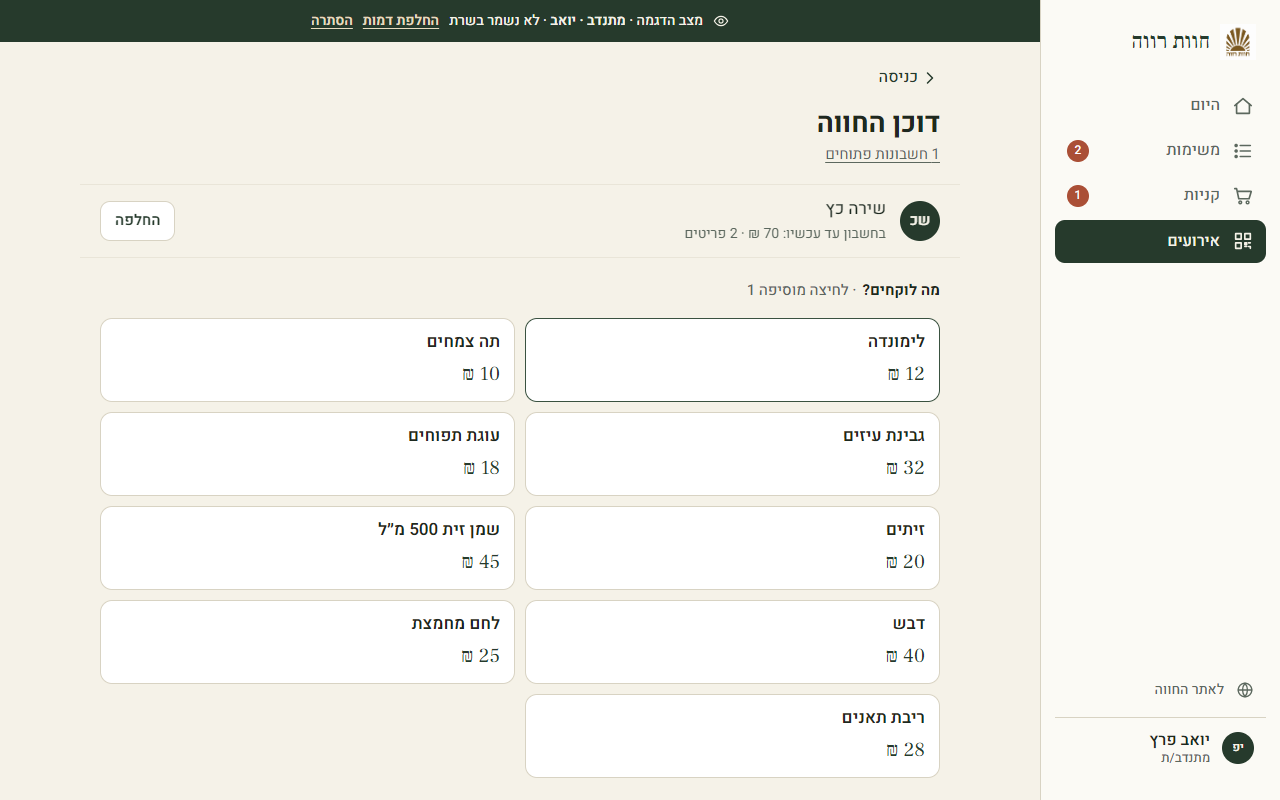 חוות רווה
היום
משימות 2
קניות 1
אירועים
לאתר החווה
יפ
יואב פרץ
מתנדב/ת
מצב הדגמה · מתנדב · יואב · לא נשמר בשרת החלפת דמות הסתרה
כניסה
דוכן החווה
1 חשבונות פתוחים
שכ
שירה כץ
בחשבון עד עכשיו: 70 ₪ · 2 פריטים
החלפה
מה לוקחים? · לחיצה מוסיפה 1
לימונדה
12 ₪
תה צמחים
10 ₪
גבינת עיזים
32 ₪
עוגת תפוחים
18 ₪
זיתים
20 ₪
שמן זית 500 מ״ל
45 ₪
דבש
40 ₪
לחם מחמצת
25 ₪
ריבת תאנים
28 ₪